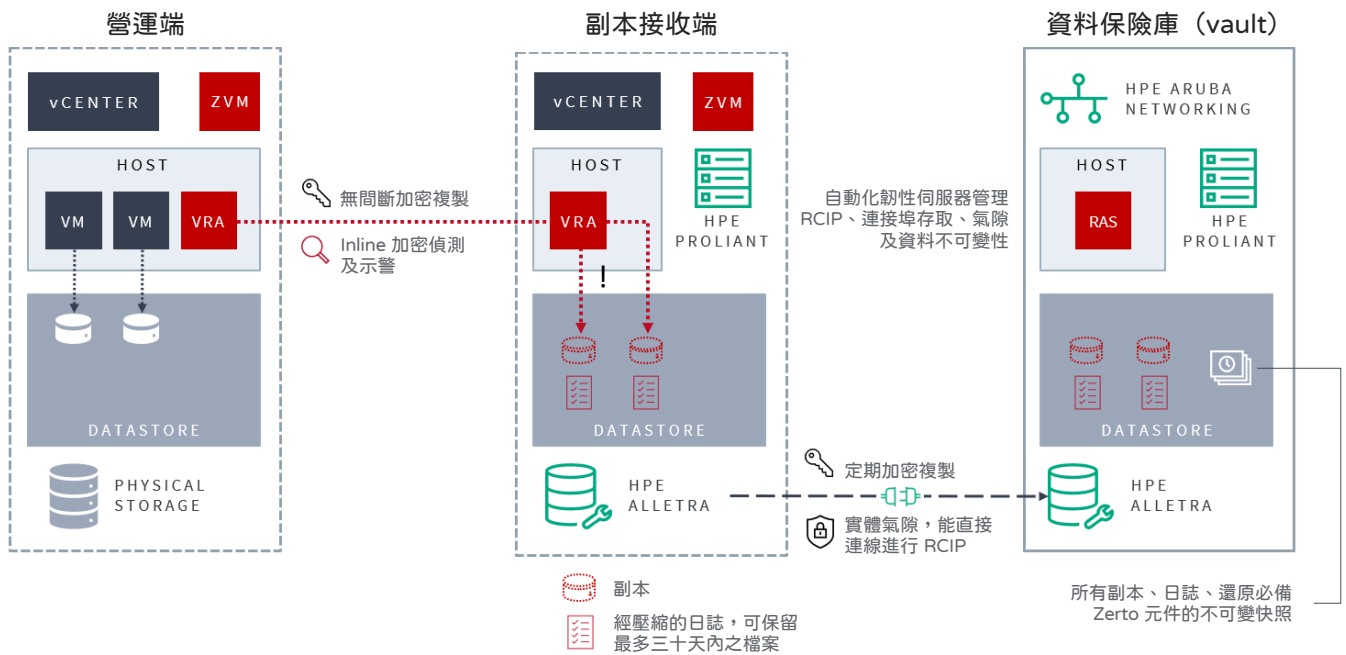 營運端
vCENTER
ZVM
HOST
VM
VM
VRA
DATASTORE
PHYSICAL
STORAGE
無間斷加密複製
Inline 加密偵測
及示警
副本接收端
vCENTER
ZVM
HOST
VRA
!
HPE
PROLIANT
DATASTORE
HPE
ALLETRA
副本
經壓縮的日誌，可保留
最多三十天內之檔案
自動化韌性伺服器管理
RCIP、連接埠存取、氣隙
及資料不可變性
定期加密複製
實體氣隙，能直接
連線進行 RCIP
資料保險庫（vault）
HPE ARUBA
NETWORKING
HOST
RAS
HPE
PROLIANT
DATASTORE
HPE
ALLETRA
所有副本、日誌、還原必備
Zerto 元件的不可變快照